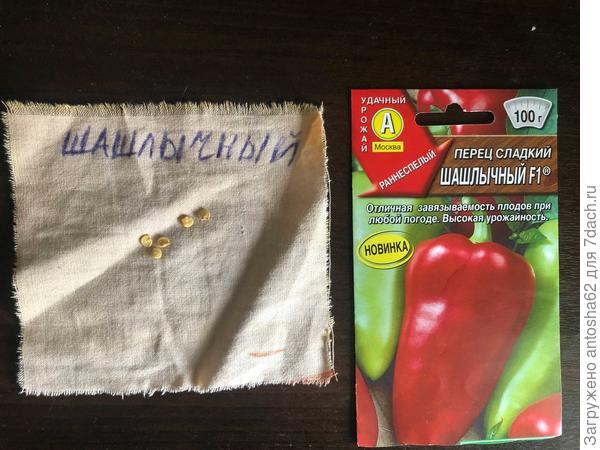 ШАШЛЫЧНЫЙ
УДАЧНЫЙ
УРОЖАЙ
А
Москва
РАННЕСПЕЛЫЙ
100 г
ПЕРЕЦ СЛАДКИЙ
ШАШЛЫЧНЫЙ F1®
Отличная завязываемость плодов при
любой погоде. Высокая урожайность.
НОВИНКА
Загружено antosha62 для 7dach.ru